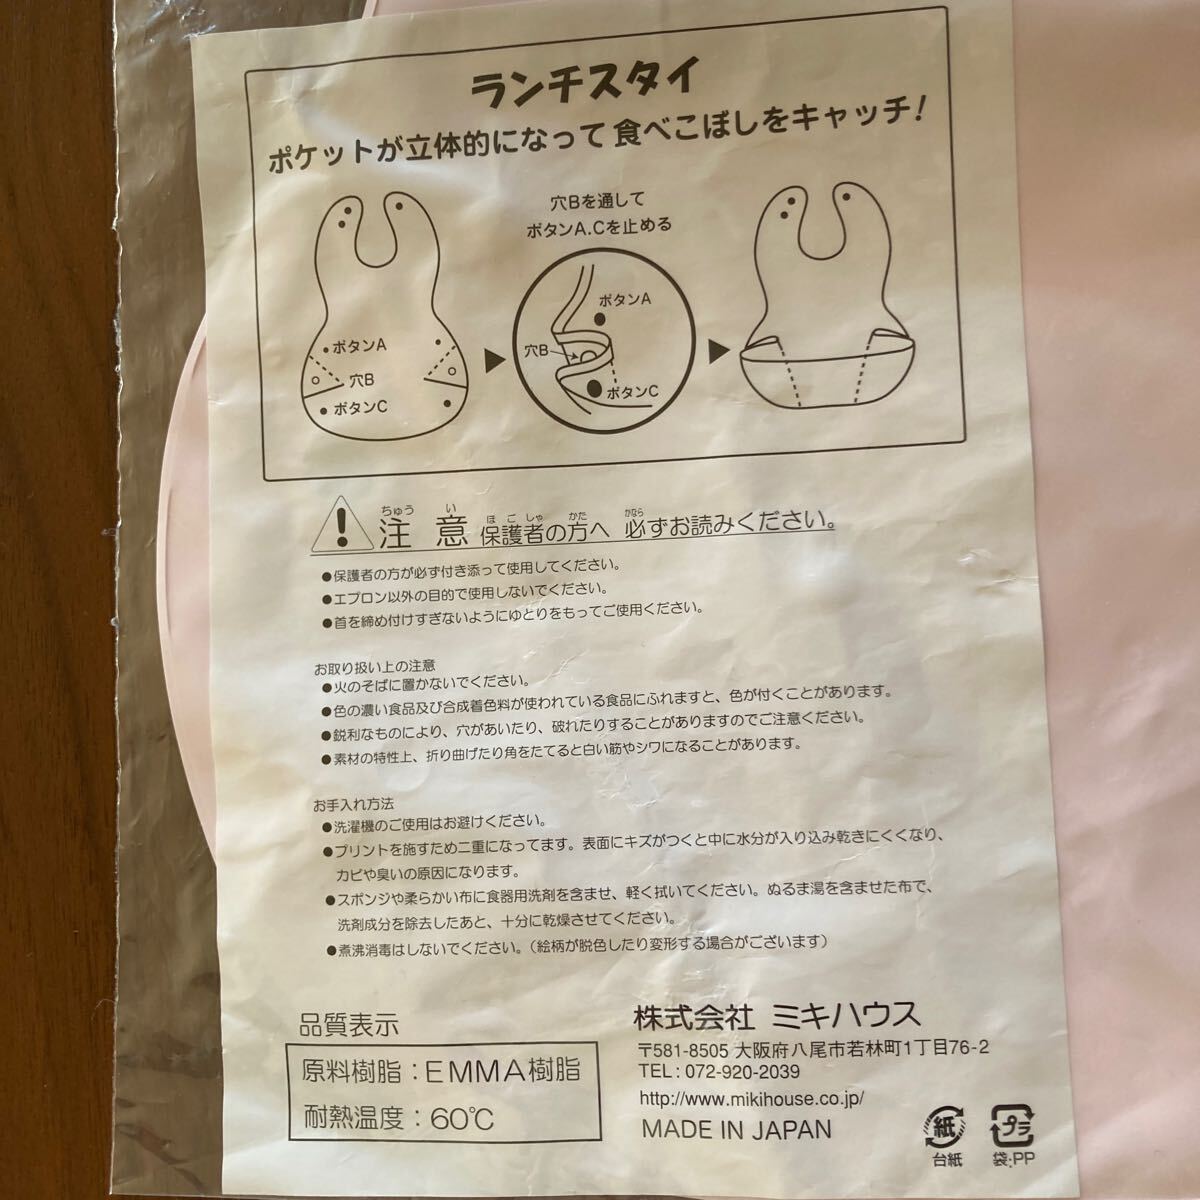 ランチスタイ
ポケットが立体的になって 食べこぼしをキャッチ!
穴Bを通して
ボタンA.Cを止める
ボタンA
穴B
ボタンC
ボタンA
穴B
ボタンC
ちゅう い ほ ご しゃ かた かなら
注 意 保護者の方へ 必ずお読みください。
●保護者の方が必ず付き添って使用してください。
●エプロン以外の目的で使用しないでください。
●首を締め付けすぎないようにゆとりをもってご使用ください。
お取り扱い上の注意
●火のそばに置かないでください。
●色の濃い食品及び合成着色料が使われている食品にふれますと、色が付くことがあります。
●鋭利なものにより、穴があいたり、破れたりすることがありますのでご注意ください。
●素材の特性上、折り曲げたり角をたてると白い筋やシワになることがあります。
お手入れ方法
●洗濯機のご使用はお避けください。
●プリントを施すため二重になってます。表面にキズがつくと中に水分が入り込み乾きにくくなり、
カビや臭いの原因になります。
●スポンジや柔らかい布に食器用洗剤を含ませ、軽く拭いてください。ぬるま湯を含ませた布で、
洗剤成分を除去したあと、十分に乾燥させてください。
●煮沸消毒はしないでください。(絵柄が脱色したり変形する場合がございます)
品質表示
原料樹脂:EMMA樹脂
耐熱温度:60℃
株式会社 ミキハウス
〒581-8505 大阪府八尾市若林町1丁目76-2
TEL:072-920-2039
http://www.mikihouse.co.jp/
MADE IN JAPAN
紙
台紙
プラ
袋:PP